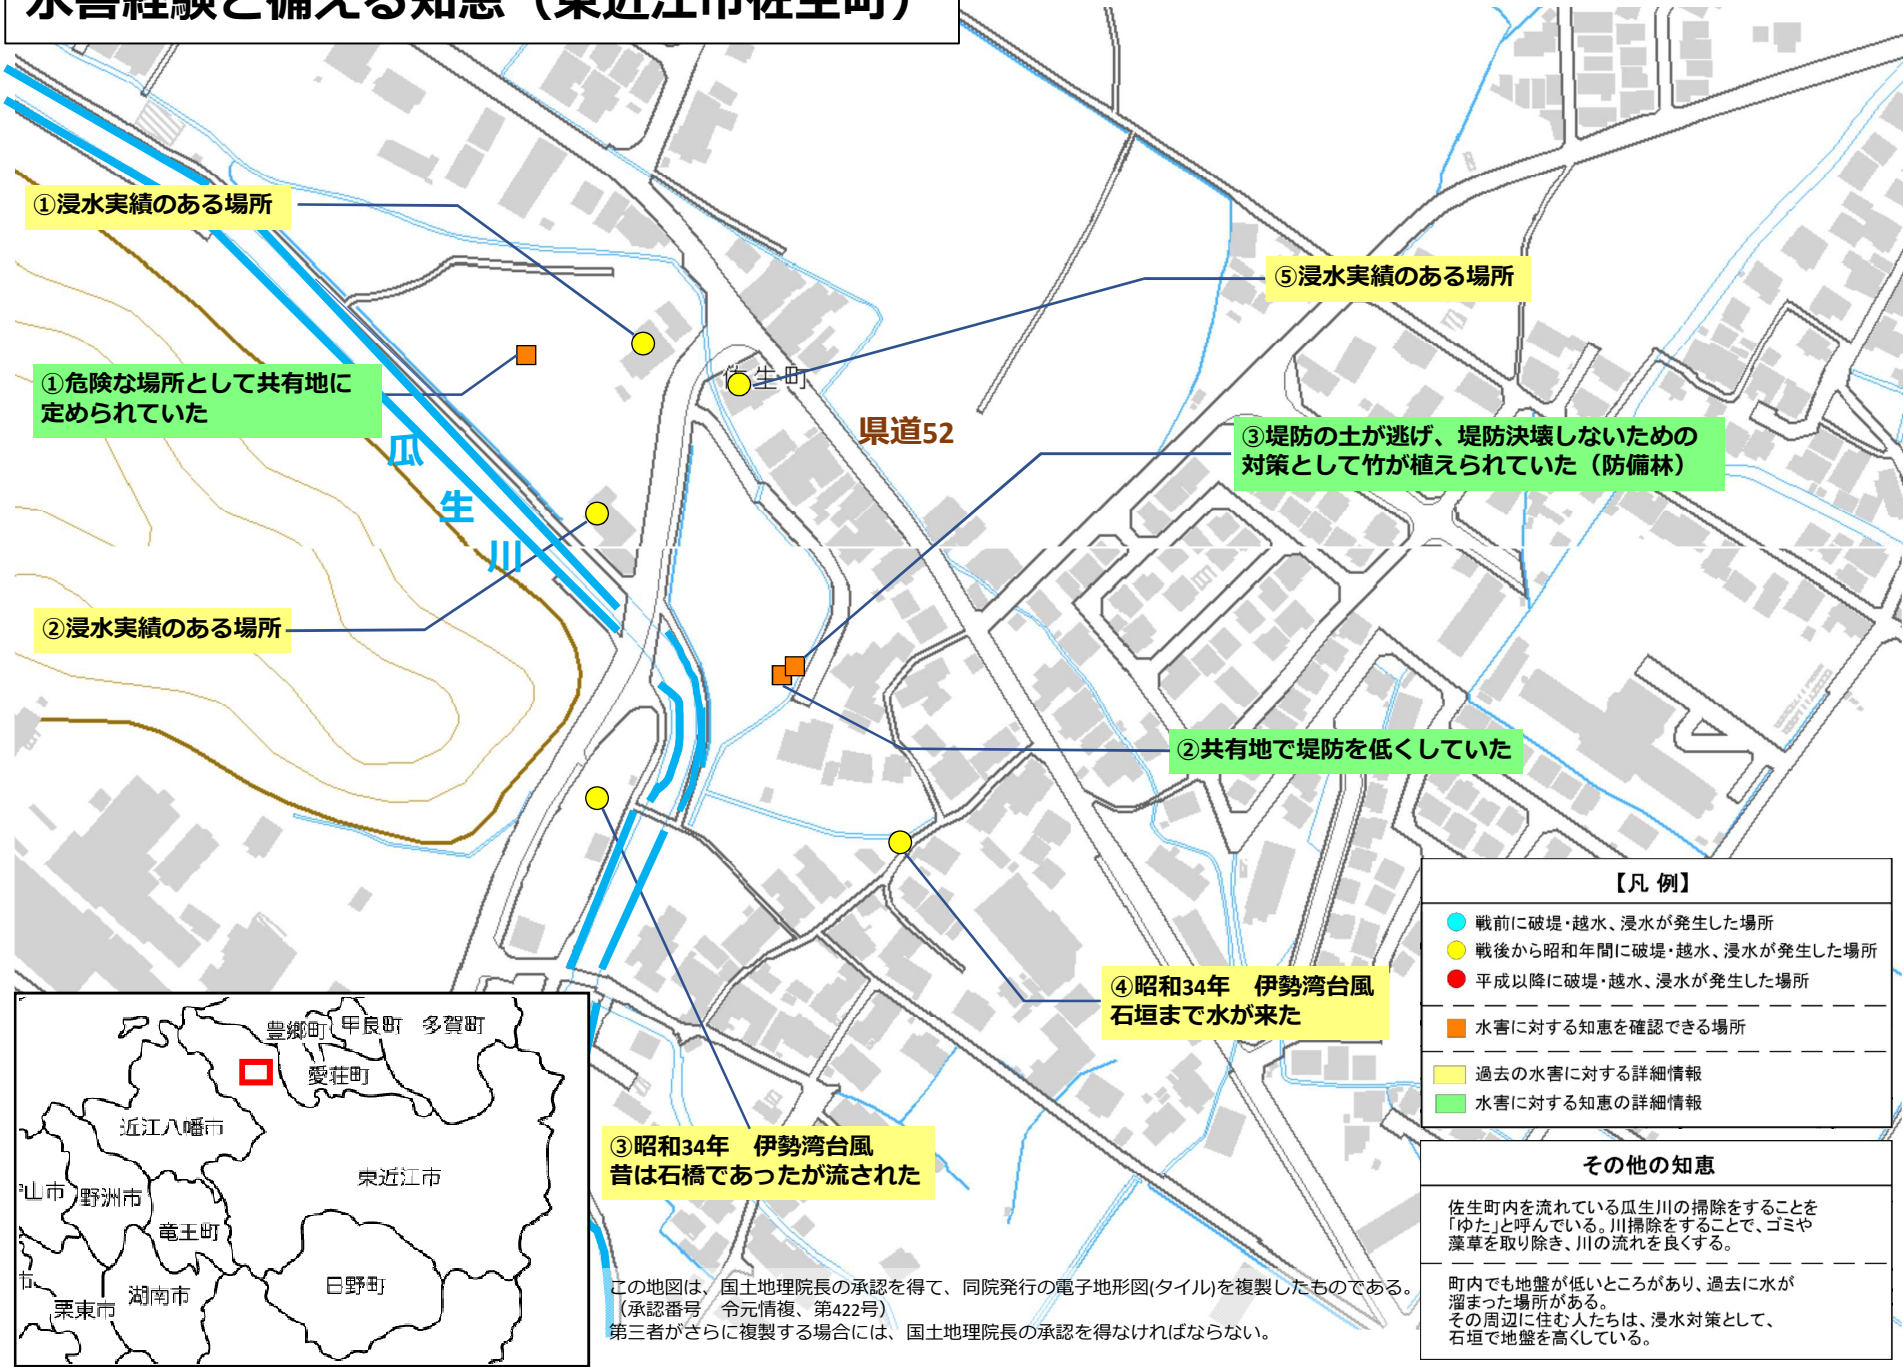 水害経験と備える知恵（東近江市佐生町）
①浸水実績のある場所
⑤浸水実績のある場所
①危険な場所として共有地に
定められていた
佐生町
県道52
③堤防の土が逃げ、堤防決壊しないための
対策として竹が植えられていた（防備林）
瓜
生
川
②浸水実績のある場所
②共有地で堤防を低くしていた
④昭和34年　伊勢湾台風
石垣まで水が来た
③昭和34年　伊勢湾台風
昔は石橋であったが流された
【凡 例】
戦前に破堤・越水、浸水が発生した場所
戦後から昭和年間に破堤・越水、浸水が発生した場所
平成以降に破堤・越水、浸水が発生した場所
水害に対する知恵を確認できる場所
過去の水害に対する詳細情報
水害に対する知恵の詳細情報
その他の知恵
佐生町内を流れている瓜生川の掃除をすることを
「ゆた」と呼んでいる。川掃除をすることで、ゴミや
藻草を取り除き、川の流れを良くする。
町内でも地盤が低いところがあり、過去に水が
溜まった場所がある。
その周辺に住む人たちは、浸水対策として、
石垣で地盤を高くしている。
豊郷町
甲良町
多賀町
愛荘町
近江八幡市
東近江市
山市
野洲市
竜王町
日野町
市
栗東市
湖南市
この地図は、国土地理院長の承認を得て、同院発行の電子地形図(タイル)を複製したものである。
（承認番号　令元情複、第422号）
第三者がさらに複製する場合には、国土地理院長の承認を得なければならない。